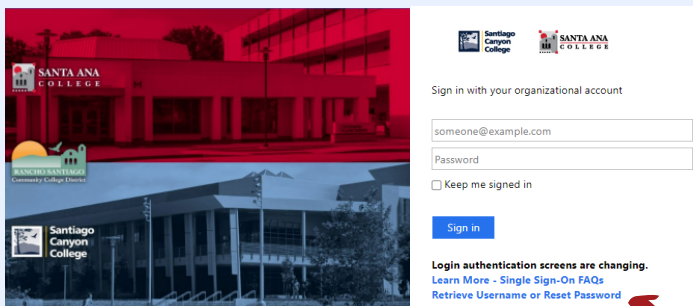 SANTA ANA
COLLEGE
RANCHO SANTIAGO
Community College District
Santiago
Canyon
College
Santiago
Canyon
College
SANTA ANA
COLLEGE
Sign in with your organizational account
someone@example.com
Password
Keep me signed in
Sign in
Login authentication screens are changing.
Learn More - Single Sign-On FAQs
Retrieve Username or Reset Password